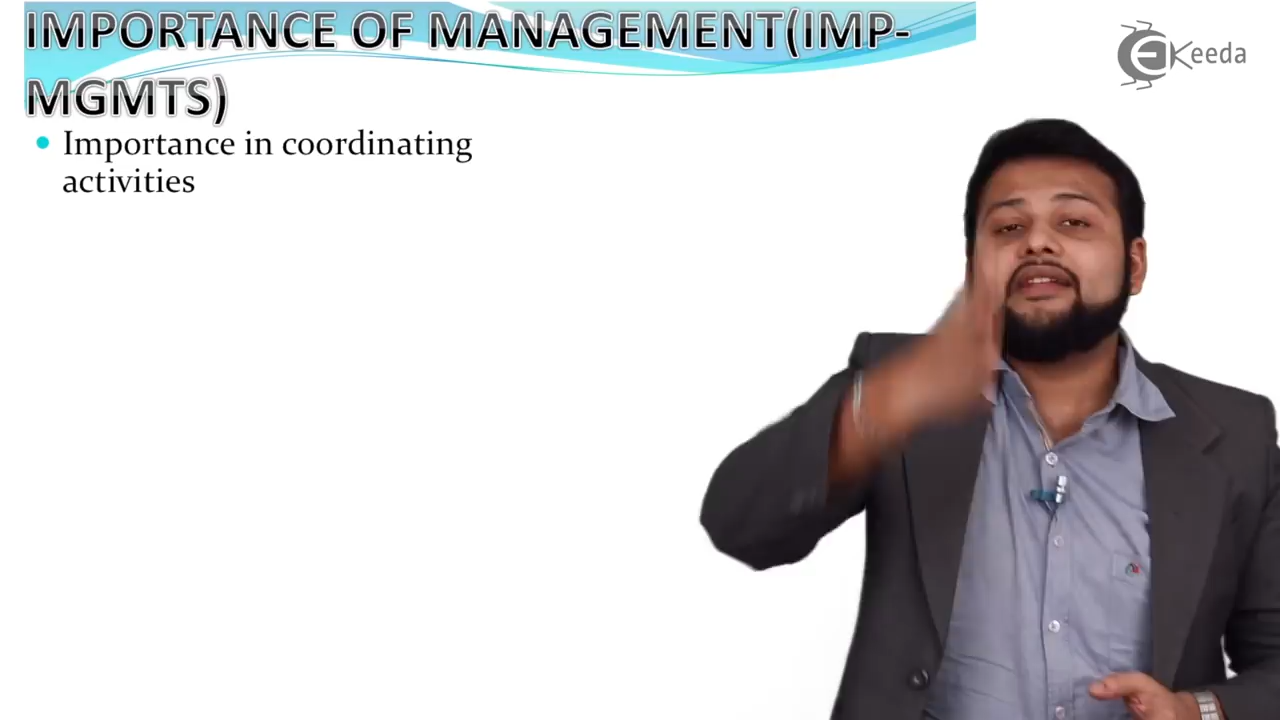 IMPORTANCE OF MANAGEMENT(IMP-
MGMTS)
eKeeda
• Importance in coordinating
activities